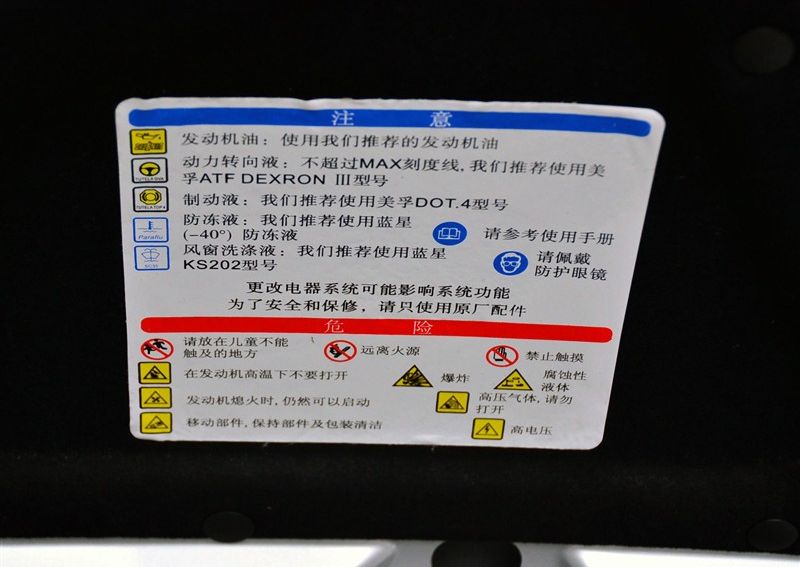 注 意
发动机油: 使用我们推荐的发动机油
动力转向液: 不超过MAX刻度线, 我们推荐使用美
孚ATF DEXRON III型号
TUTELA GI/A
制动液: 我们推荐使用美孚DOT.4型号
TUTELA TOP 4
防冻液: 我们推荐使用蓝星
(-40°) 防冻液
Paraflu
请参考使用手册
风窗洗涤液: 我们推荐使用蓝星
KS202型号
SC35
请佩戴
防护眼镜
更改电器系统可能影响系统功能
为了安全和保修, 请只使用原厂配件
危 险
请放在儿童不能
触及的地方
远离火源
禁止触摸
在发动机高温下不要打开
爆炸
腐蚀性
液体
发动机熄火时, 仍然可以启动
高压气体, 请勿
打开
移动部件, 保持部件及包装清洁
高电压